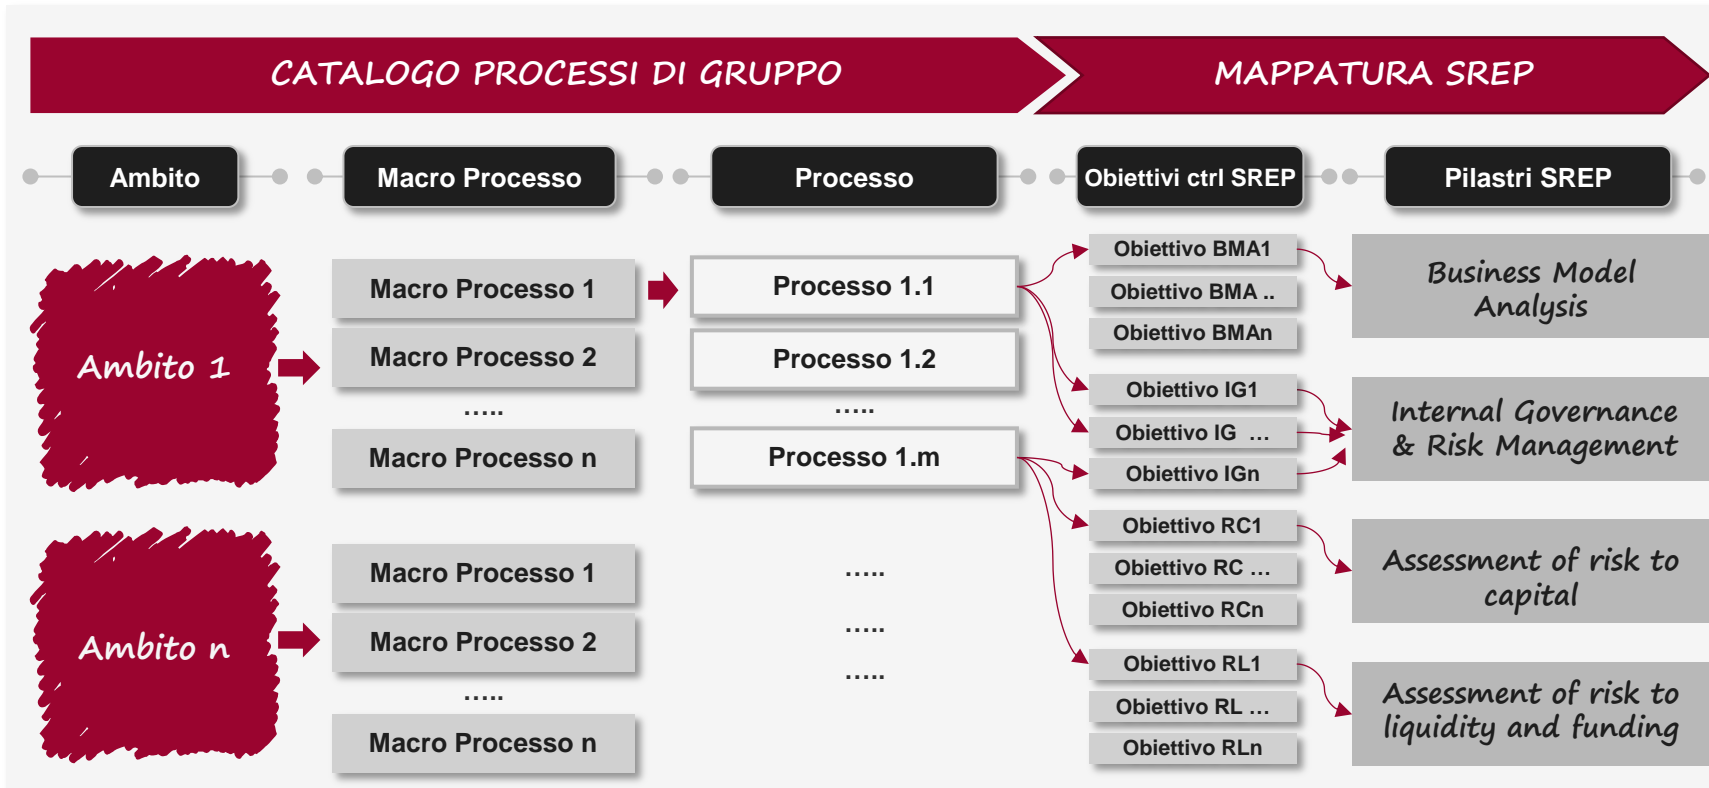 CATALOGO PROCESSI DI GRUPPO
MAPPATURA SREP
Ambito
Macro Processo
Processo
Obiettivi ctrl SREP
Pilastri SREP
Ambito 1
Macro Processo 1
Macro Processo 2
.....
Macro Processo n
Processo 1.1
Processo 1.2
.....
Processo 1.m
Obiettivo BMA1
Obiettivo BMA ..
Obiettivo BMAn
Business Model
Analysis
Obiettivo IG1
Obiettivo IG ...
Obiettivo IGn
Internal Governance
& Risk Management
Ambito n
Macro Processo 1
Macro Processo 2
.....
Macro Processo n
.....
.....
.....
Obiettivo RC1
Obiettivo RC ...
Obiettivo RCn
Assessment of risk to
capital
Obiettivo RL1
Obiettivo RL ...
Obiettivo RLn
Assessment of risk to
liquidity and funding